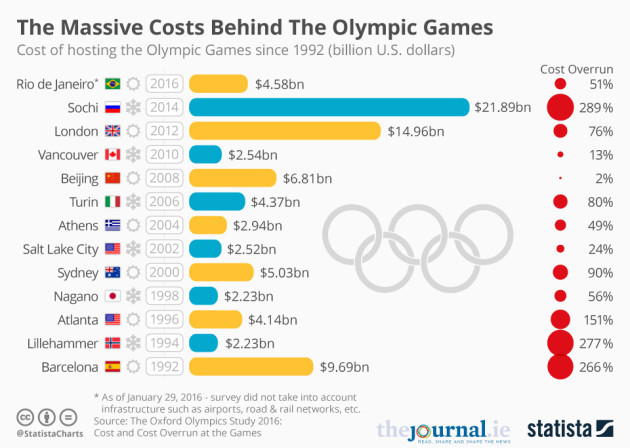 The Massive Costs Behind The Olympic Games
Cost of hosting the Olympic Games since 1992 (billion U.S. dollars)
Cost Overrun
Rio de Janeiro* 2016 $4.58bn 51%
Sochi 2014 $21.89bn 289%
London 2012 $14.96bn 76%
Vancouver 2010 $2.54bn 13%
Beijing 2008 $6.81bn 2%
Turin 2006 $4.37bn 80%
Athens 2004 $2.94bn 49%
Salt Lake City 2002 $2.52bn 24%
Sydney 2000 $5.03bn 90%
Nagano 1998 $2.23bn 56%
Atlanta 1996 $4.14bn 151%
Lillehammer 1994 $2.23bn 277%
Barcelona 1992 $9.69bn 266%
* As of January 29, 2016 - survey did not take into account
infrastructure such as airports, road & rail networks, etc.
Source: The Oxford Olympics Study 2016:
Cost and Cost Overrun at the Games
@StatistaCharts
thejournal.ie
READ, SHARE AND SHAPE THE NEWS
statista